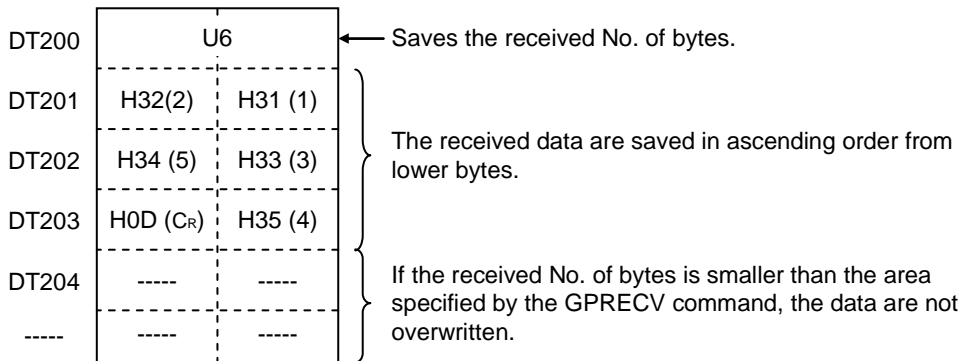 DT200 U6 Saves the received No. of bytes.
DT201 H32(2) H31 (1)
The received data are saved in ascending order from
DT202 H34 (5) H33 (3)
lower bytes.
DT203 H0D (CR) H35 (4)
DT204 ----- -----
If the received No. of bytes is smaller than the area
specified by the GPRECV command, the data are not
overwritten.
----- ----- -----